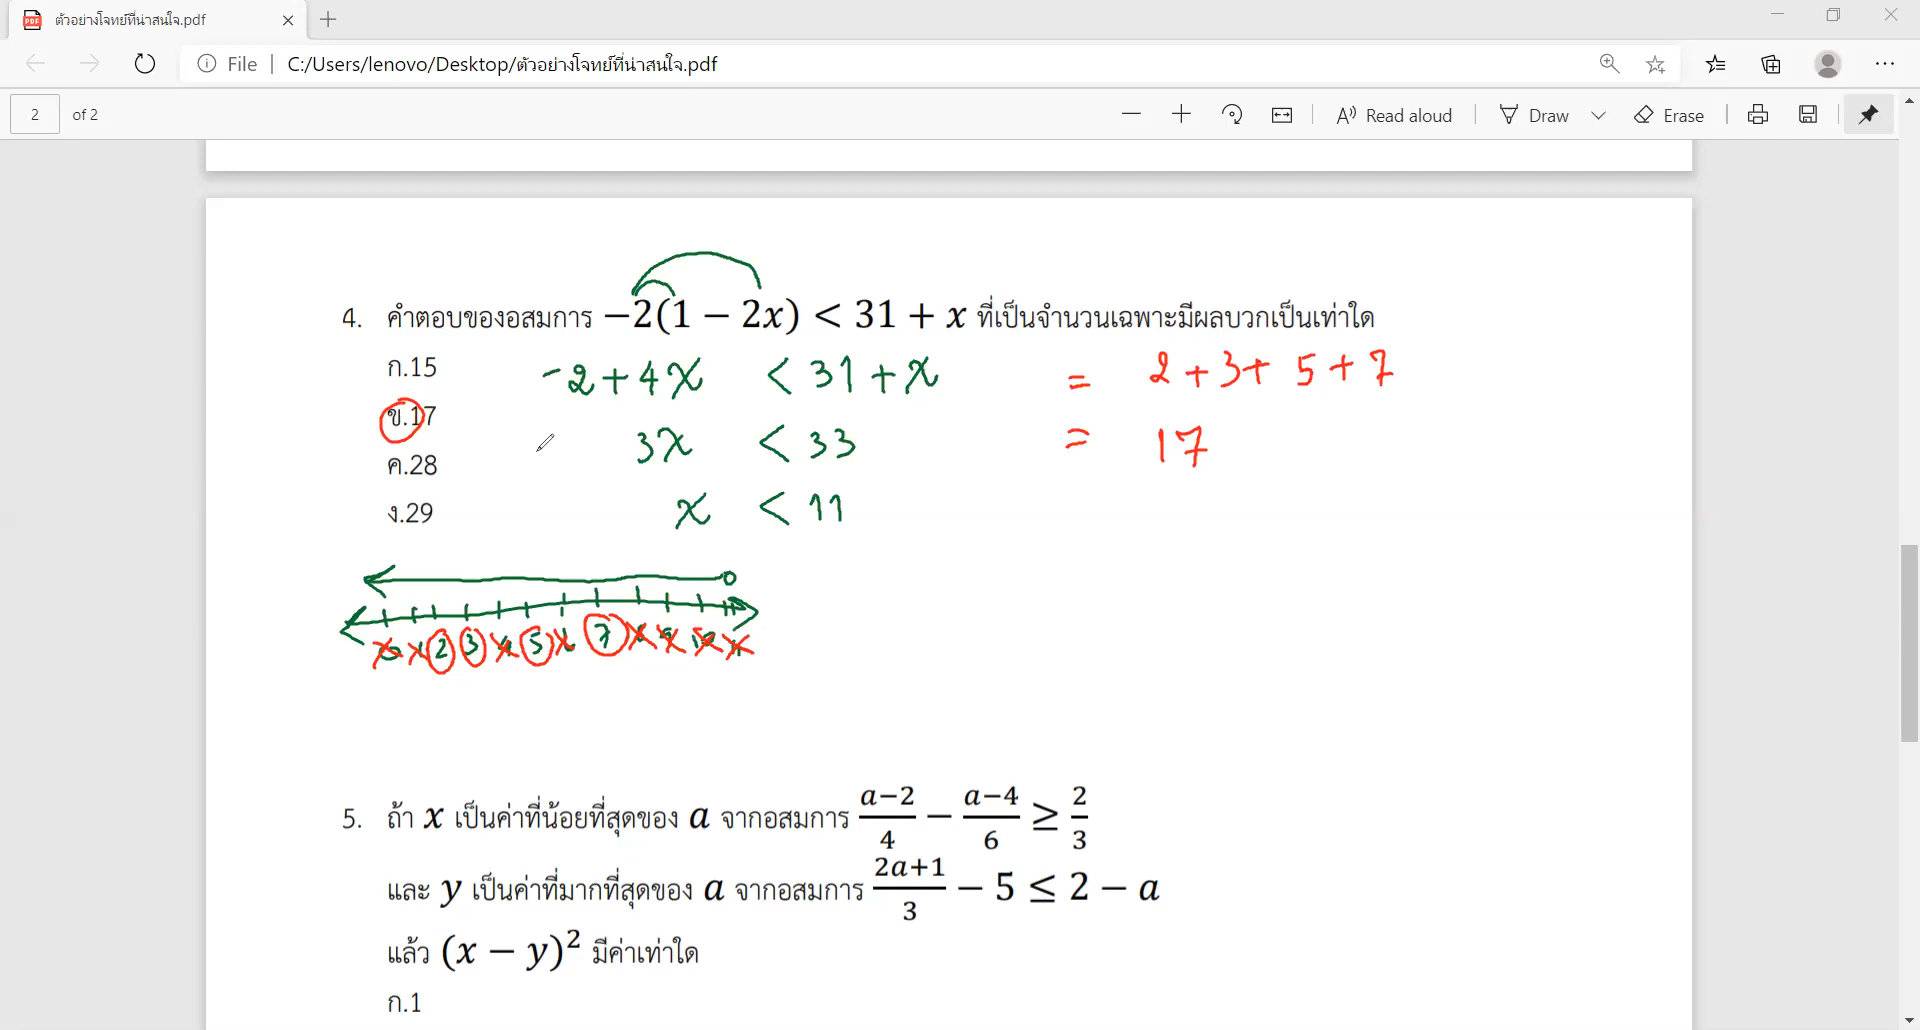 ตัวอย่างโจทย์ที่น่าสนใจ.pdf
File | C:/Users/lenovo/Desktop/ตัวอย่างโจทย์ที่น่าสนใจ.pdf
2 of 2 Read aloud Draw Erase
4. คำตอบของอสมการ −2(1 − 2x) < 31 + x ที่เป็นจำนวนเฉพาะมีผลบวกเป็นเท่าใด
ก.15 -2+4x < 31+x = 2+3+5+7
ข.17
3x < 33 = 17
ค.28
ง.29 x < 11
2 3 5 7
5. ถ้า x เป็นค่าที่น้อยที่สุดของ a จากอสมการ (a−2)/4 − (a−4)/6 ≥ 2/3
และ y เป็นค่าที่มากที่สุดของ a จากอสมการ (2a+1)/3 − 5 ≤ 2 − a
แล้ว (x − y)² มีค่าเท่าใด
ก.1